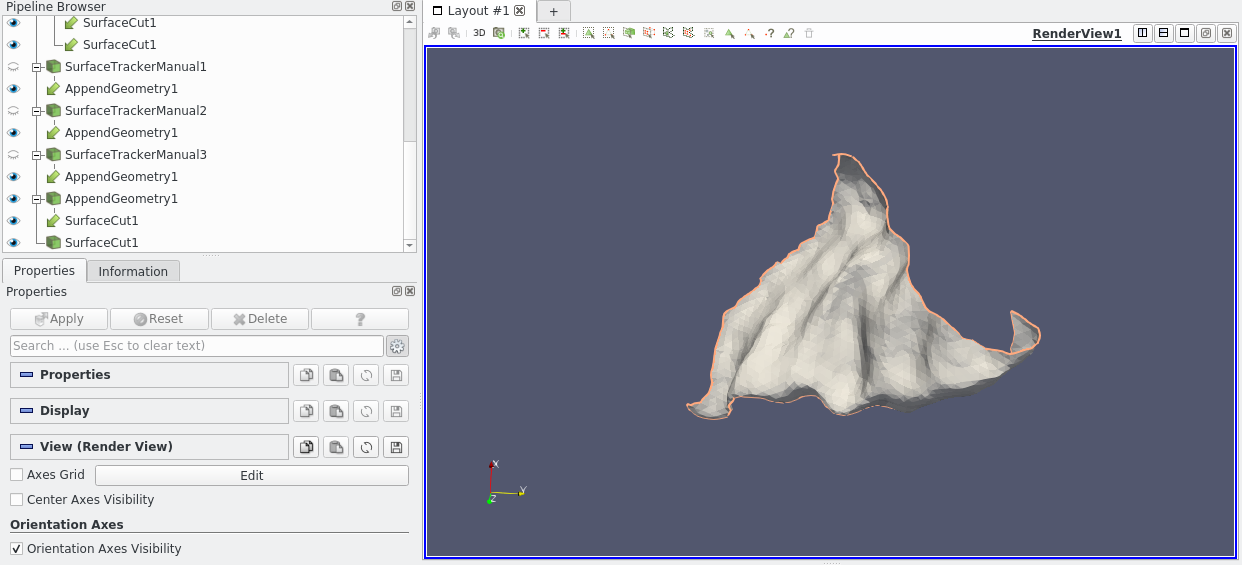 Pipeline Browser
SurfaceCut1
SurfaceCut1
SurfaceTrackerManual1
AppendGeometry1
SurfaceTrackerManual2
AppendGeometry1
SurfaceTrackerManual3
AppendGeometry1
AppendGeometry1
SurfaceCut1
SurfaceCut1
Properties Information
Properties
Apply Reset Delete ?
Search ... (use Esc to clear text)
Properties
Display
View (Render View)
Axes Grid Edit
Center Axes Visibility
Orientation Axes
Orientation Axes Visibility
Layout #1 +
3D ? ? RenderView1
X
Y
Z